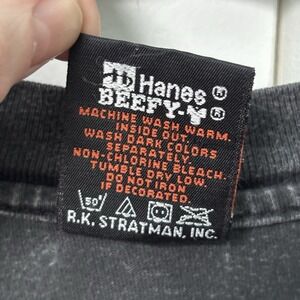 Hanes®
BEEFY-T®
MACHINE WASH WARM.
INSIDE OUT.
WASH DARK COLORS
SEPARATELY.
NON-CHLORINE BLEACH.
TUMBLE DRY LOW.
DO NOT IRON
IF DECORATED.
50°
R.K. STRATMAN, INC.